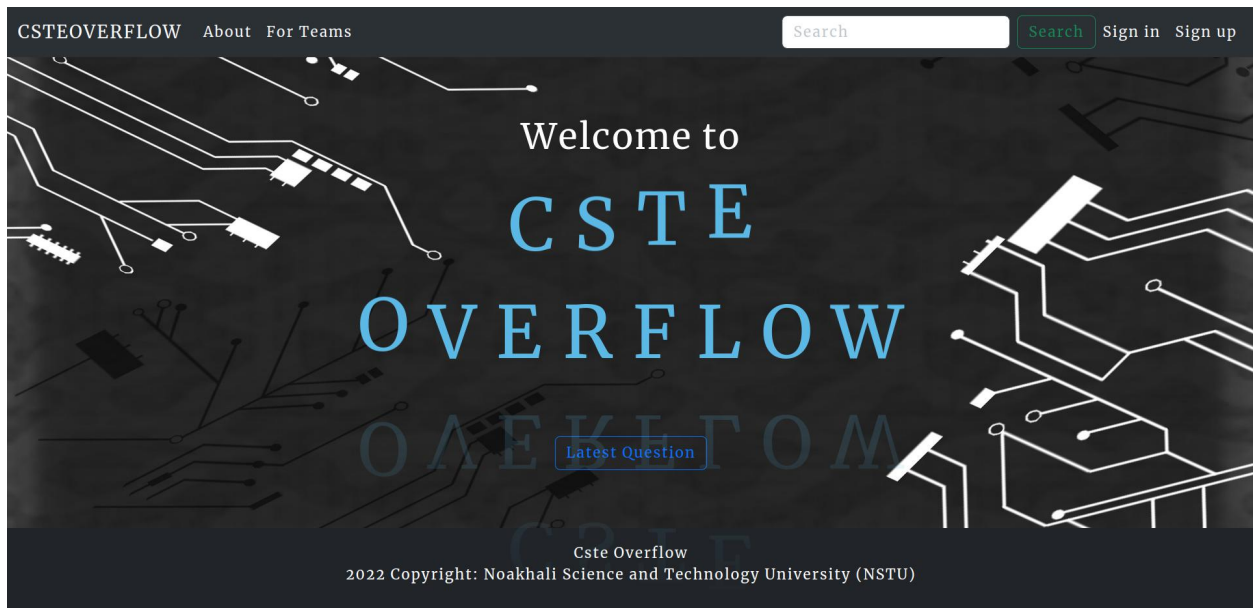 CSTEOVERFLOW About For Teams Search Search Sign in Sign up
Welcome to
CSTE
OVERFLOW
Latest Question
Cste Overflow
2022 Copyright: Noakhali Science and Technology University (NSTU)